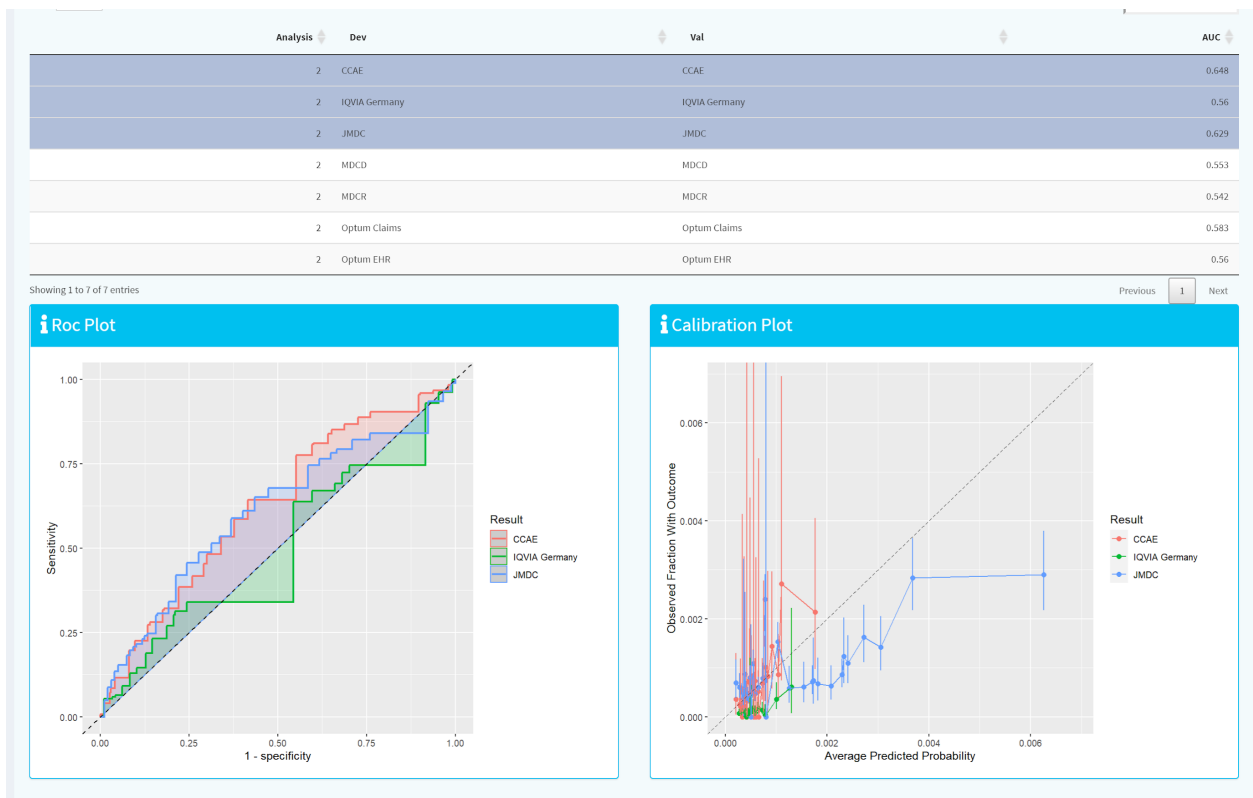 Analysis Dev Val AUC
2 CCAE CCAE 0.648
2 IQVIA Germany IQVIA Germany 0.56
2 JMDC JMDC 0.629
2 MDCD MDCD 0.553
2 MDCR MDCR 0.542
2 Optum Claims Optum Claims 0.583
2 Optum EHR Optum EHR 0.56
Showing 1 to 7 of 7 entries
Previous 1 Next
Roc Plot
1.00
0.75
0.50
0.25
0.00
Sensitivity
0.00 0.25 0.50 0.75 1.00
1 - specificity
Result
CCAE
IQVIA Germany
JMDC
Calibration Plot
0.006
0.004
0.002
0.000
Observed Fraction With Outcome
0.000 0.002 0.004 0.006
Average Predicted Probability
Result
CCAE
IQVIA Germany
JMDC